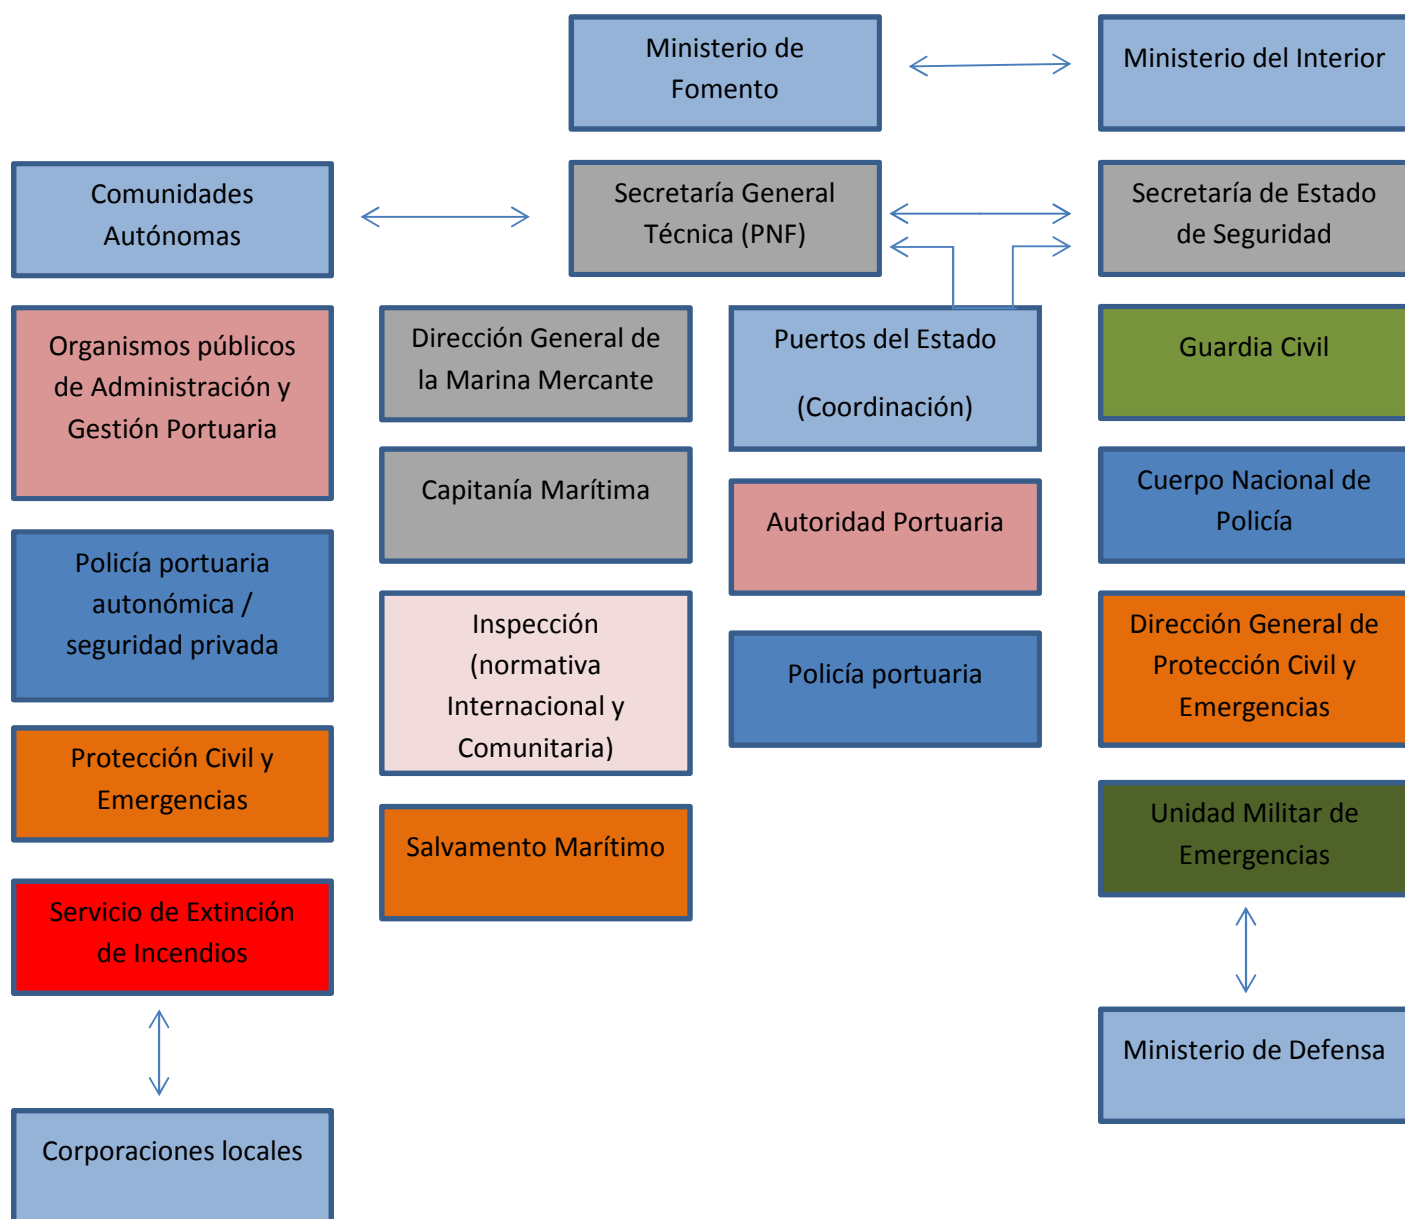 Ministerio de
Fomento
Ministerio del Interior
Comunidades
Autónomas
Secretaría General
Técnica (PNF)
Secretaría de Estado
de Seguridad
Organismos públicos
de Administración y
Gestión Portuaria
Dirección General de
la Marina Mercante
Puertos del Estado
(Coordinación)
Guardia Civil
Capitanía Marítima
Autoridad Portuaria
Cuerpo Nacional de
Policía
Policía portuaria
autonómica /
seguridad privada
Inspección
(normativa
Internacional y
Comunitaria)
Policía portuaria
Dirección General de
Protección Civil y
Emergencias
Protección Civil y
Emergencias
Salvamento Marítimo
Unidad Militar de
Emergencias
Servicio de Extinción
de Incendios
Ministerio de Defensa
Corporaciones locales